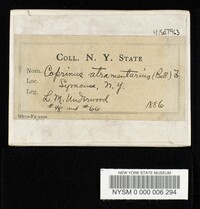 COLL. N. Y. STATE
Nom. Coprinus atramentarius (Bull) Fr
Loc. Syracuse, N. Y.
Leg. L. M. Underwood 1886
NEW YORK STATE MUSEUM
NYSM 0 000 006 294